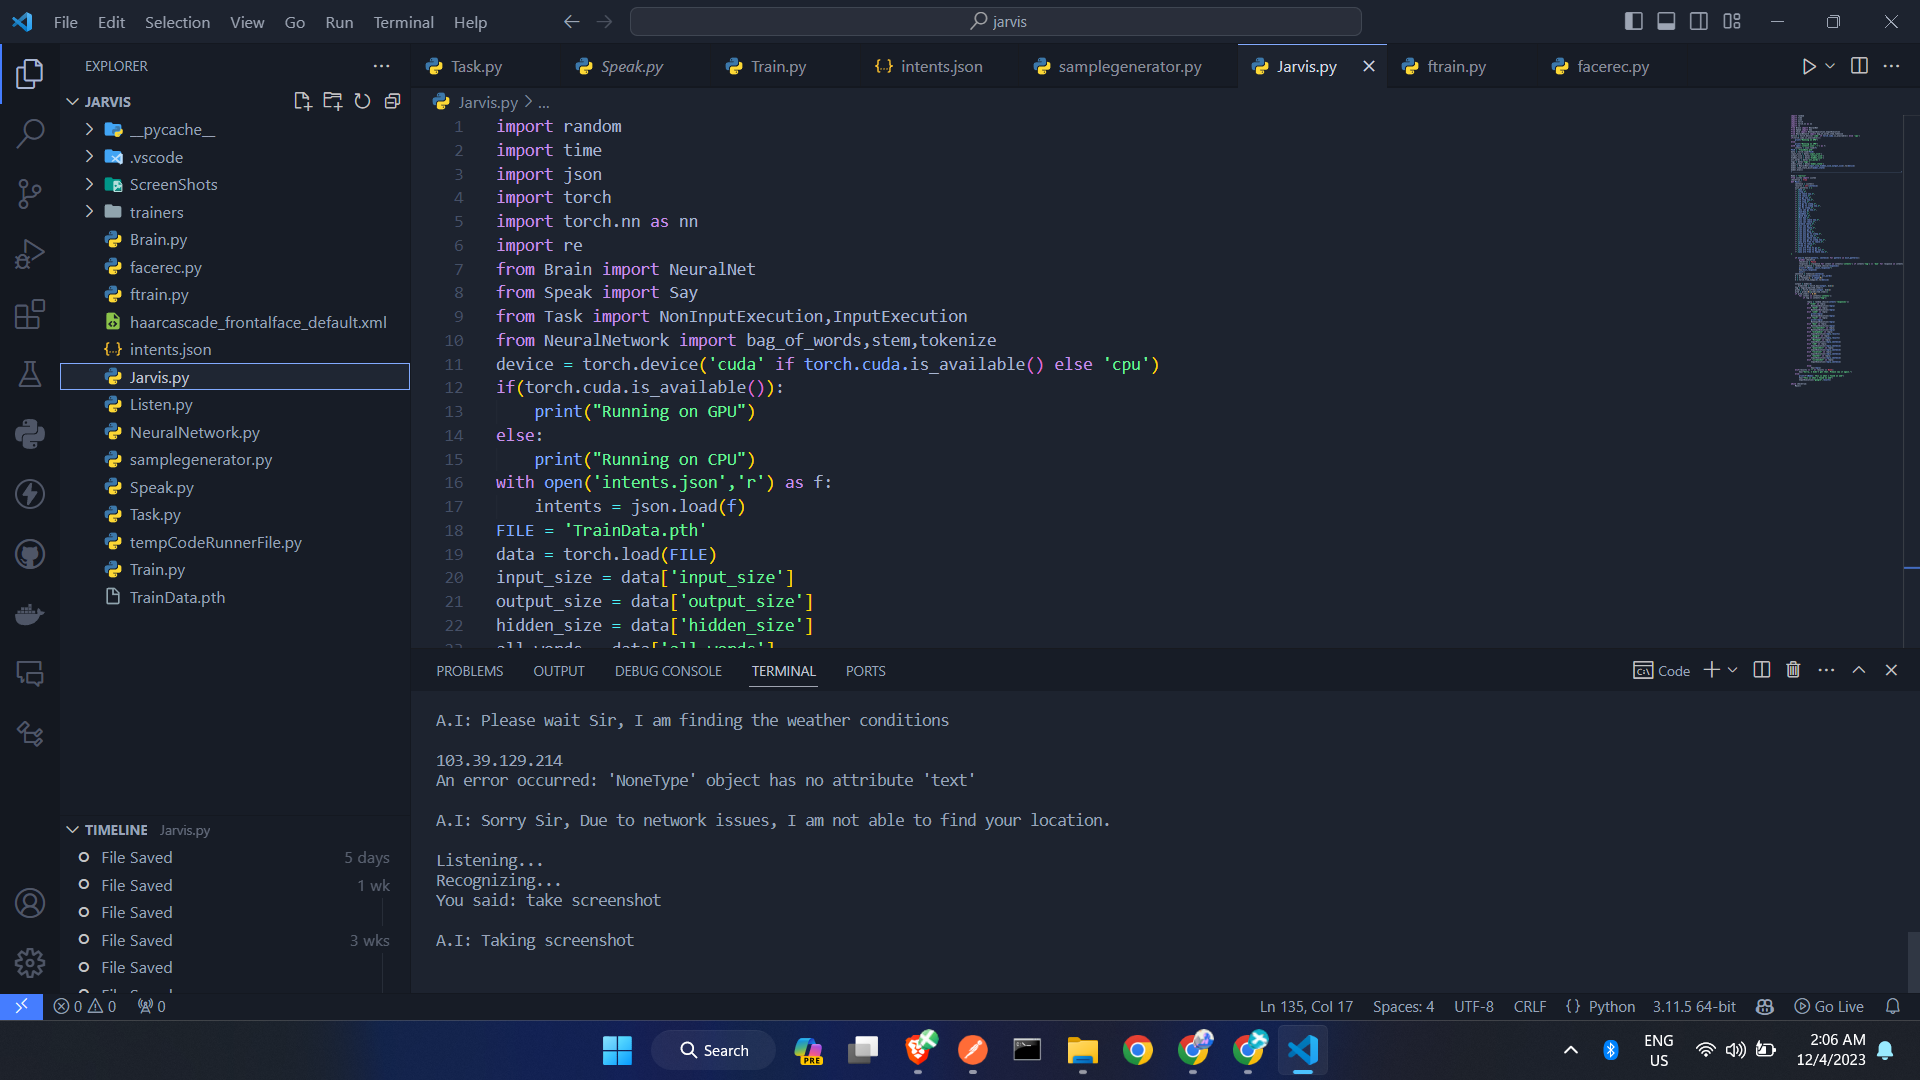 File Edit Selection View Go Run Terminal Help
jarvis
EXPLORER
JARVIS
__pycache__
.vscode
ScreenShots
trainers
Brain.py
facerec.py
ftrain.py
haarcascade_frontalface_default.xml
intents.json
Jarvis.py
Listen.py
NeuralNetwork.py
samplegenerator.py
Speak.py
Task.py
tempCodeRunnerFile.py
Train.py
TrainData.pth
TIMELINE Jarvis.py
File Saved 5 days
File Saved 1 wk
File Saved
File Saved 3 wks
File Saved
Task.py Speak.py Train.py intents.json samplegenerator.py Jarvis.py ftrain.py facerec.py
Jarvis.py > ...
1 import random
2 import time
3 import json
4 import torch
5 import torch.nn as nn
6 import re
7 from Brain import NeuralNet
8 from Speak import Say
9 from Task import NonInputExecution,InputExecution
10 from NeuralNetwork import bag_of_words,stem,tokenize
11 device = torch.device('cuda' if torch.cuda.is_available() else 'cpu')
12 if(torch.cuda.is_available()):
13 print("Running on GPU")
14 else:
15 print("Running on CPU")
16 with open('intents.json','r') as f:
17 intents = json.load(f)
18 FILE = 'TrainData.pth'
19 data = torch.load(FILE)
20 input_size = data['input_size']
21 output_size = data['output_size']
22 hidden_size = data['hidden_size']
PROBLEMS OUTPUT DEBUG CONSOLE TERMINAL PORTS
Code
A.I: Please wait Sir, I am finding the weather conditions
103.39.129.214
An error occurred: 'NoneType' object has no attribute 'text'
A.I: Sorry Sir, Due to network issues, I am not able to find your location.
Listening...
Recognizing...
You said: take screenshot
A.I: Taking screenshot
0 0 0
Ln 135, Col 17 Spaces: 4 UTF-8 CRLF Python 3.11.5 64-bit Go Live
Search
PRE
ENG
US
2:06 AM
12/4/2023